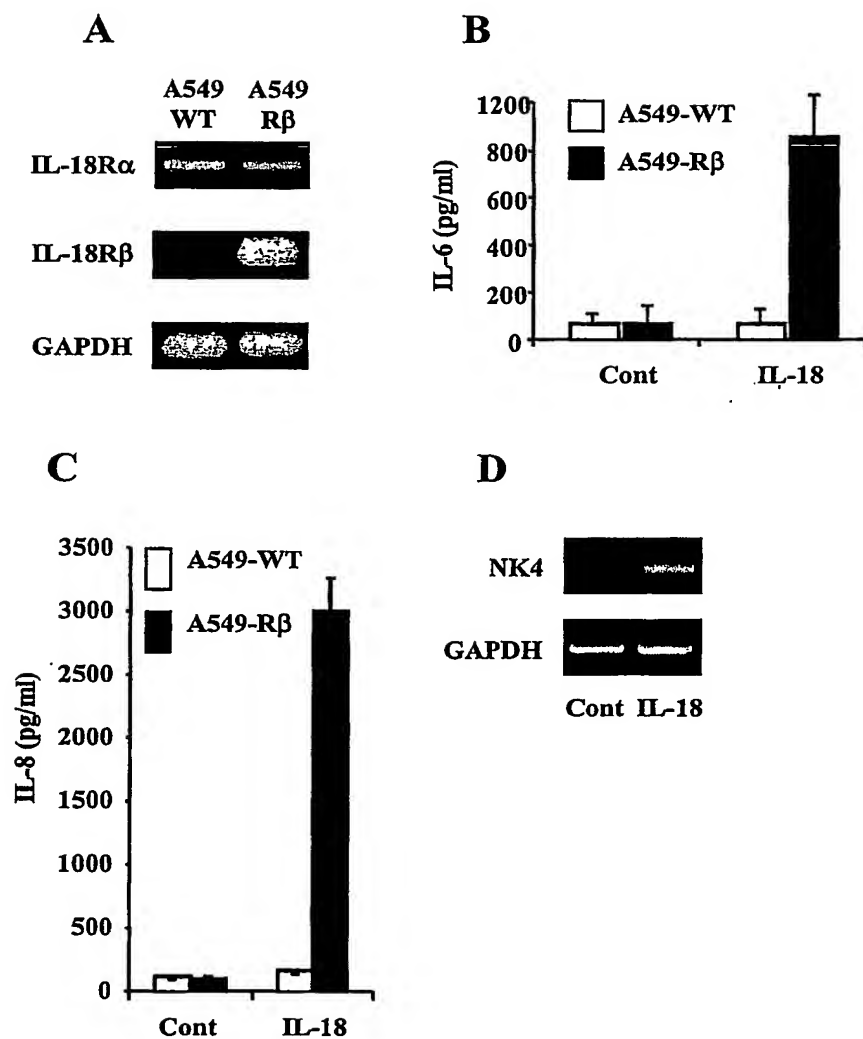 A
A549 WT
A549 Rβ
IL-18Rα
IL-18Rβ
GAPDH
B
1200
800
600
400
200
0
IL-6 (pg/ml)
A549-WT
A549-Rβ
Cont
IL-18
C
3500
3000
2500
2000
1500
1000
500
0
IL-8 (pg/ml)
A549-WT
A549-Rβ
Cont
IL-18
D
NK4
GAPDH
Cont IL-18